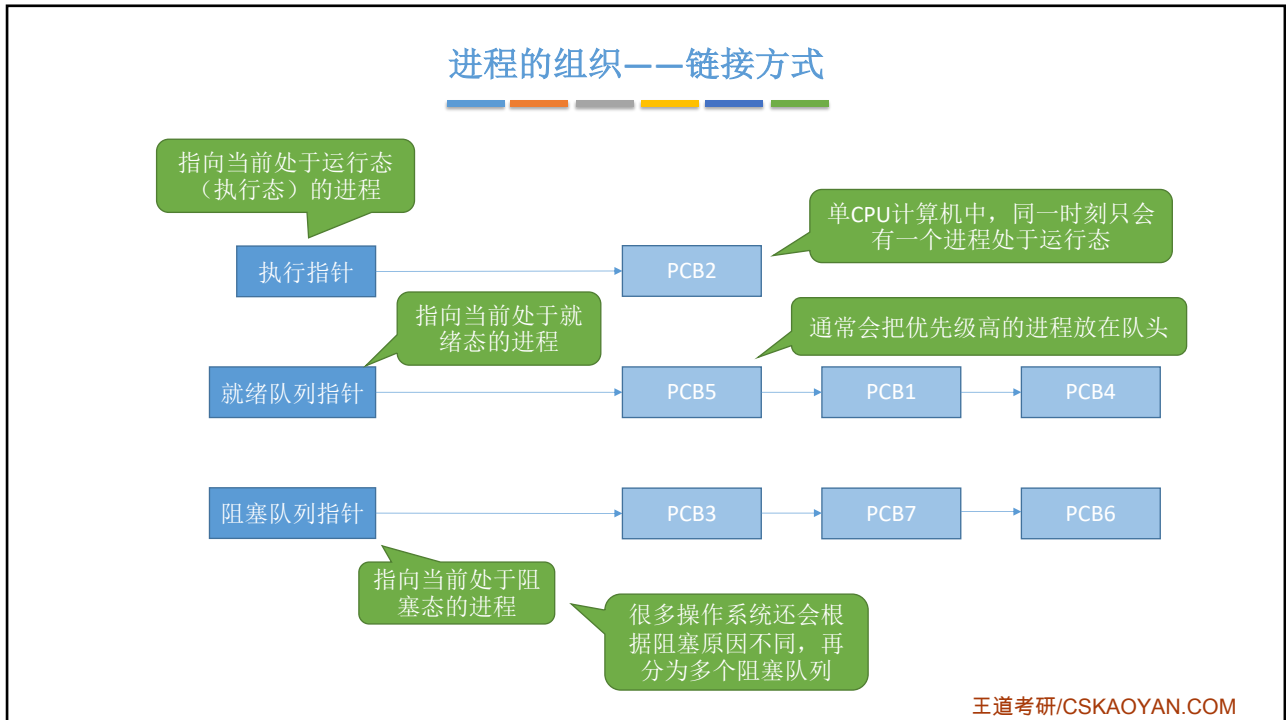 进程的组织——链接方式
指向当前处于运行态
（执行态）的进程
单CPU计算机中，同一时刻只会
有一个进程处于运行态
执行指针
PCB2
指向当前处于就
绪态的进程
通常会把优先级高的进程放在队头
就绪队列指针
PCB5
PCB1
PCB4
阻塞队列指针
PCB3
PCB7
PCB6
指向当前处于阻
塞态的进程
很多操作系统还会根
据阻塞原因不同，再
分为多个阻塞队列
王道考研/CSKAOYAN.COM